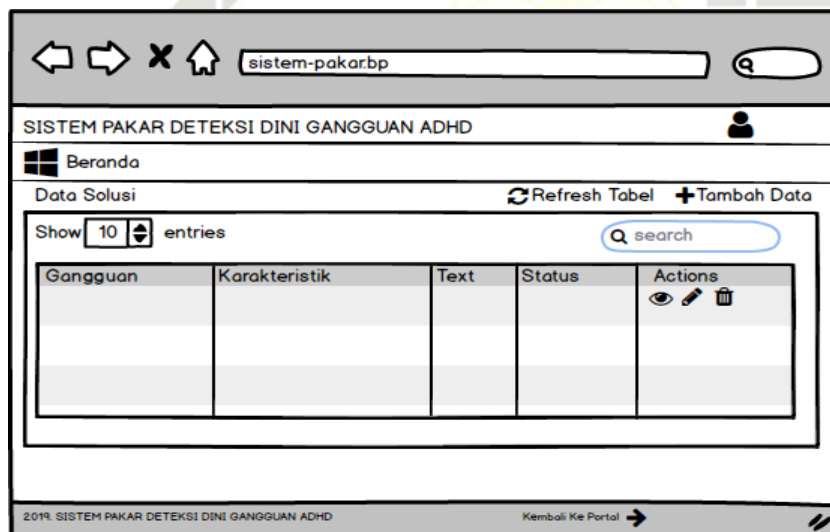 sistem-pakar.bp
SISTEM PAKAR DETEKSI DINI GANGGUAN ADHD
Beranda
Data Solusi Refresh Tabel Tambah Data
Show 10 entries search
Gangguan Karakteristik Text Status Actions
2019. SISTEM PAKAR DETEKSI DINI GANGGUAN ADHD Kembali Ke Portal